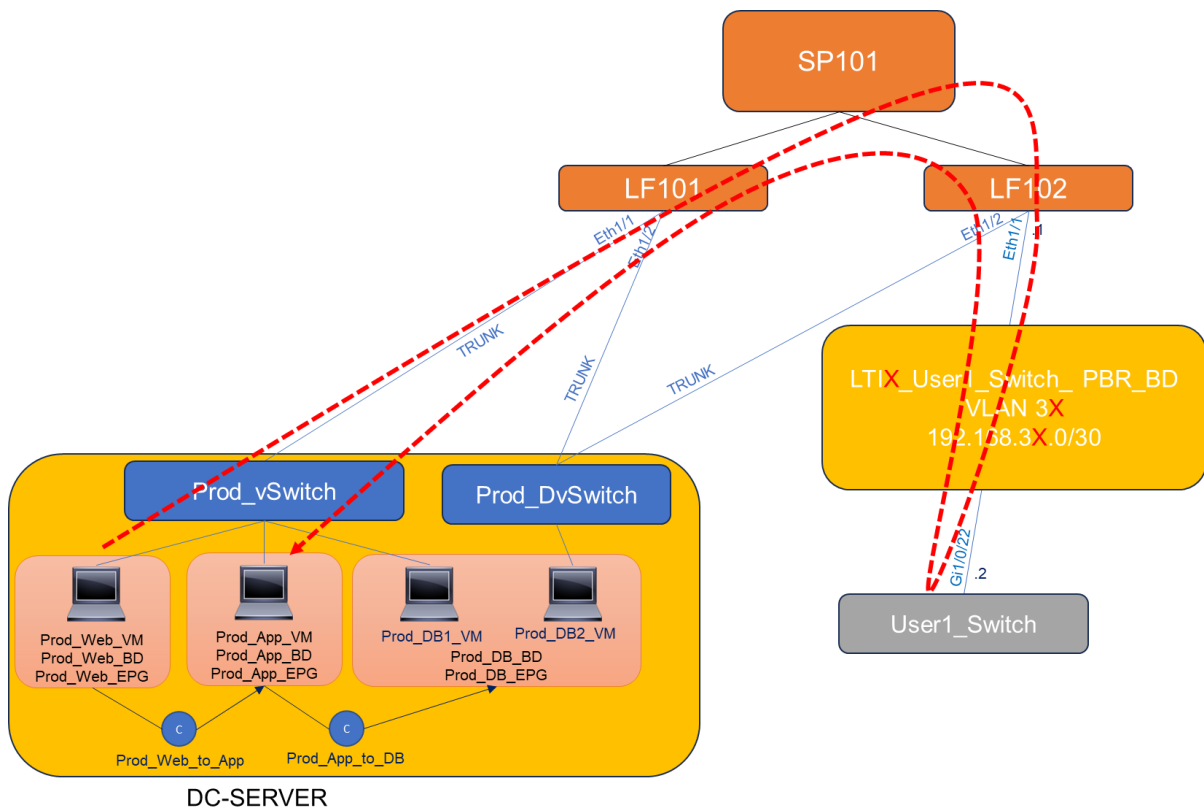 SP101
LF101
LF102
Eth1/1
Eth1/2
Eth1/2
Eth1/1
.1
TRUNK
TRUNK
TRUNK
LTIX_User1_Switch_ PBR_BD
VLAN 3X
192.168.3X.0/30
Prod_vSwitch
Prod_DvSwitch
Gi1/0/22
.2
User1_Switch
Prod_Web_VM
Prod_Web_BD
Prod_Web_EPG
Prod_App_VM
Prod_App_BD
Prod_App_EPG
Prod_DB1_VM
Prod_DB2_VM
Prod_DB_BD
Prod_DB_EPG
C
C
Prod_Web_to_App
Prod_App_to_DB
DC-SERVER